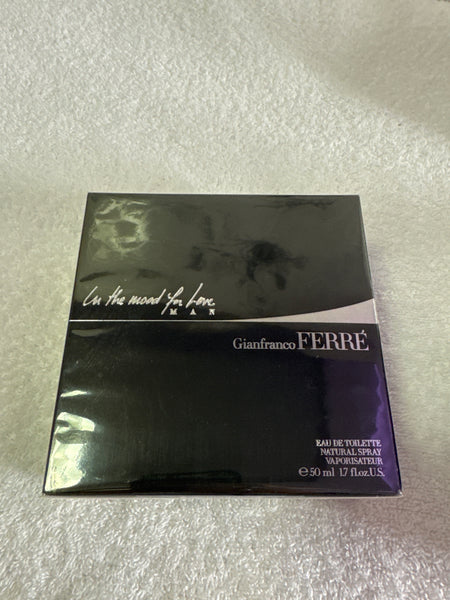 In the mood for Love
MAN
Gianfranco FERRÉ
EAU DE TOILETTE
NATURAL SPRAY
VAPORISATEUR
℮ 50 ml 1.7 fl.oz.U.S.